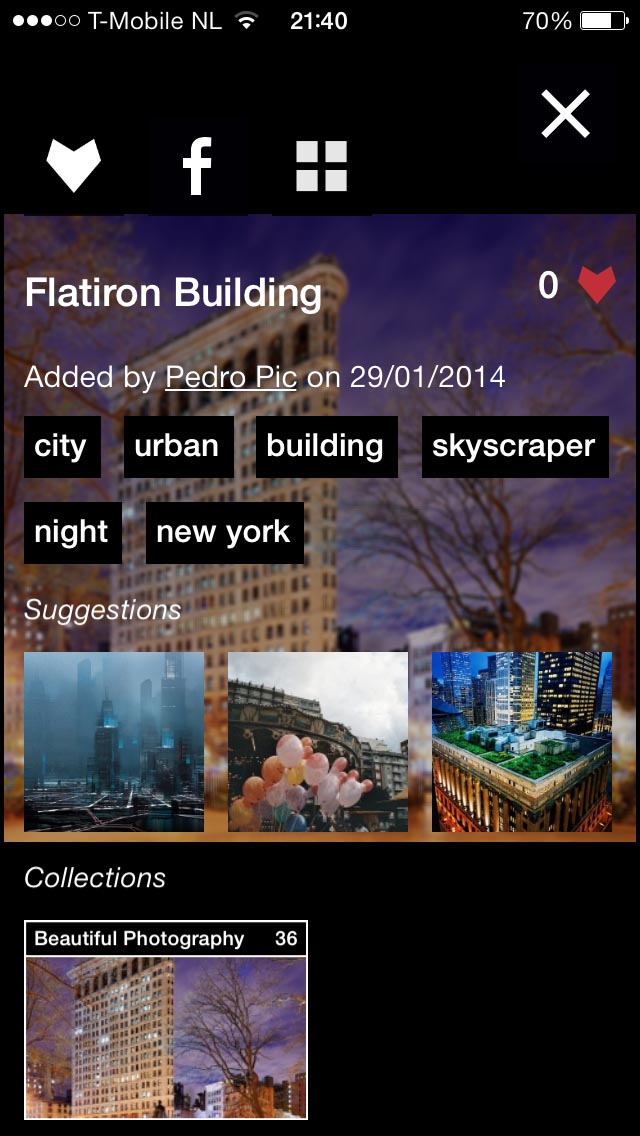 T-Mobile NL 21:40 70%
f
Flatiron Building 0
Added by Pedro Pic on 29/01/2014
city urban building skyscraper
night new york
Suggestions
Collections
Beautiful Photography 36